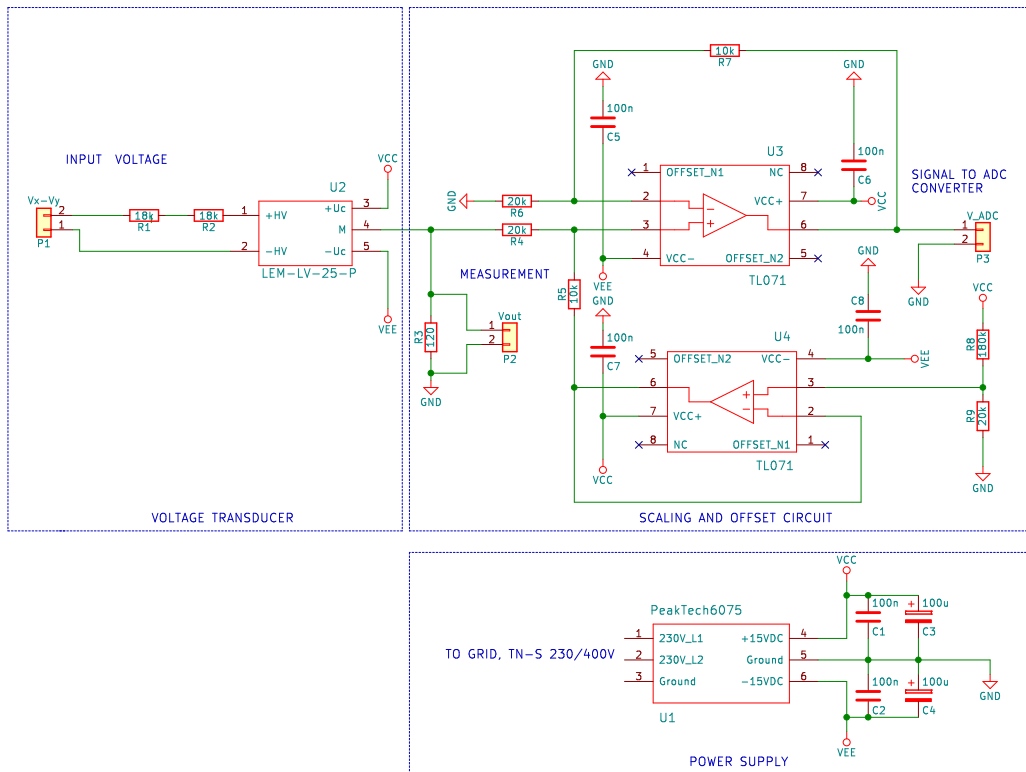 INPUT VOLTAGE
Vx-Vy
2
1
P1
18k
R1
18k
R2
U2
1
+HV
2
-HV
+Uc
3
M
4
-Uc
5
LEM-LV-25-P
VCC
VEE
VOLTAGE TRANSDUCER
MEASUREMENT
R3
120
GND
Vout
1
2
P2
GND
20k
R6
20k
R4
R5
10k
10k
R7
GND
100n
C5
VEE
GND
100n
C6
VCC
U3
1
OFFSET_N1
NC
8
2
VCC+
7
3
6
4
VCC-
OFFSET_N2
5
TL071
SIGNAL TO ADC
CONVERTER
V_ADC
1
2
P3
GND
GND
C8
100n
VEE
GND
100n
C7
VCC
U4
5
OFFSET_N2
VCC-
4
6
3
7
VCC+
2
8
NC
OFFSET_N1
1
TL071
VCC
R8
180k
R9
20k
GND
SCALING AND OFFSET CIRCUIT
TO GRID, TN-S 230/400V
PeakTech6075
1
230V_L1
+15VDC
4
2
230V_L2
Ground
5
3
Ground
-15VDC
6
U1
VCC
100n
C1
+
100u
C3
100n
C2
+
100u
C4
GND
VEE
POWER SUPPLY